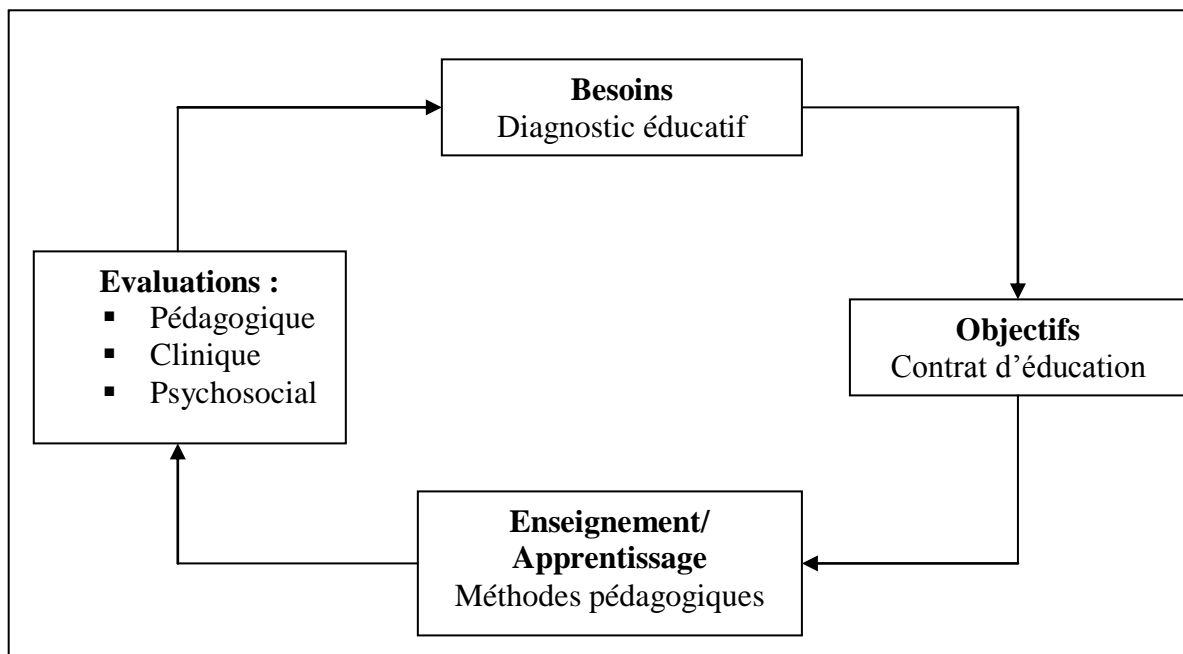 Besoins
Diagnostic éducatif
Evaluations :
▪ Pédagogique
▪ Clinique
▪ Psychosocial
Objectifs
Contrat d’éducation
Enseignement/
Apprentissage
Méthodes pédagogiques